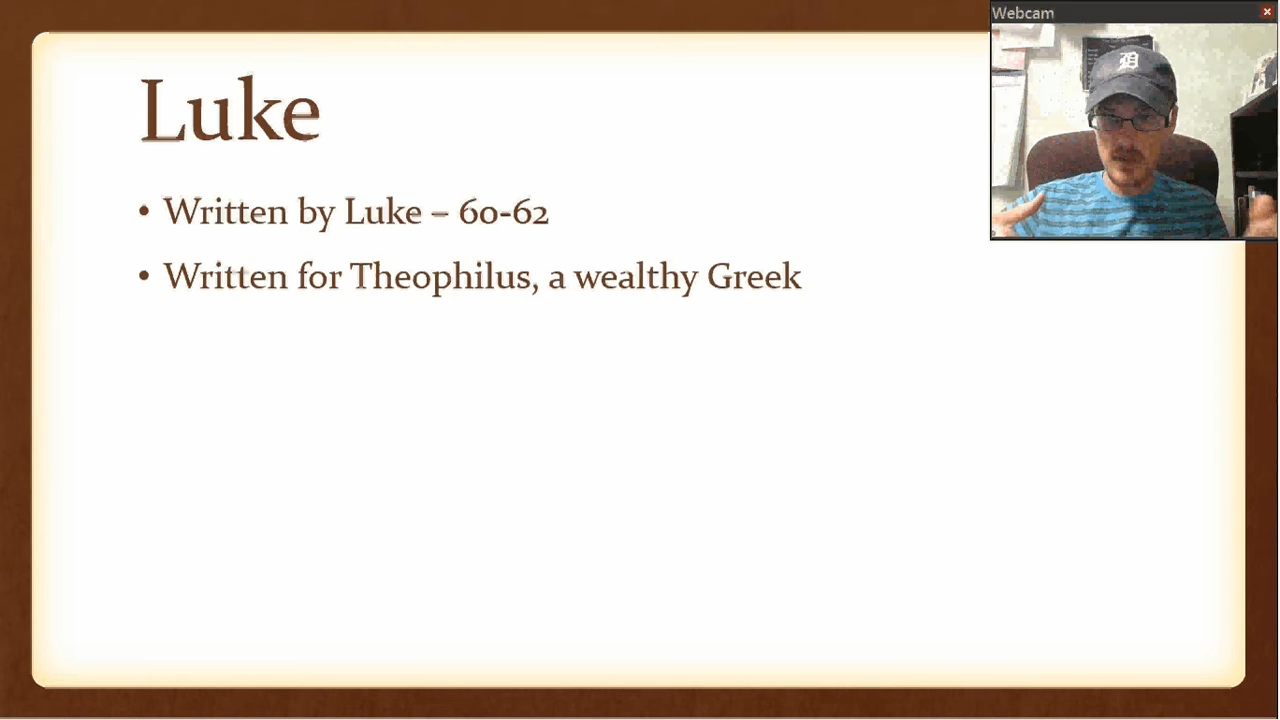 Webcam
Luke
• Written by Luke – 60-62
• Written for Theophilus, a wealthy Greek
D